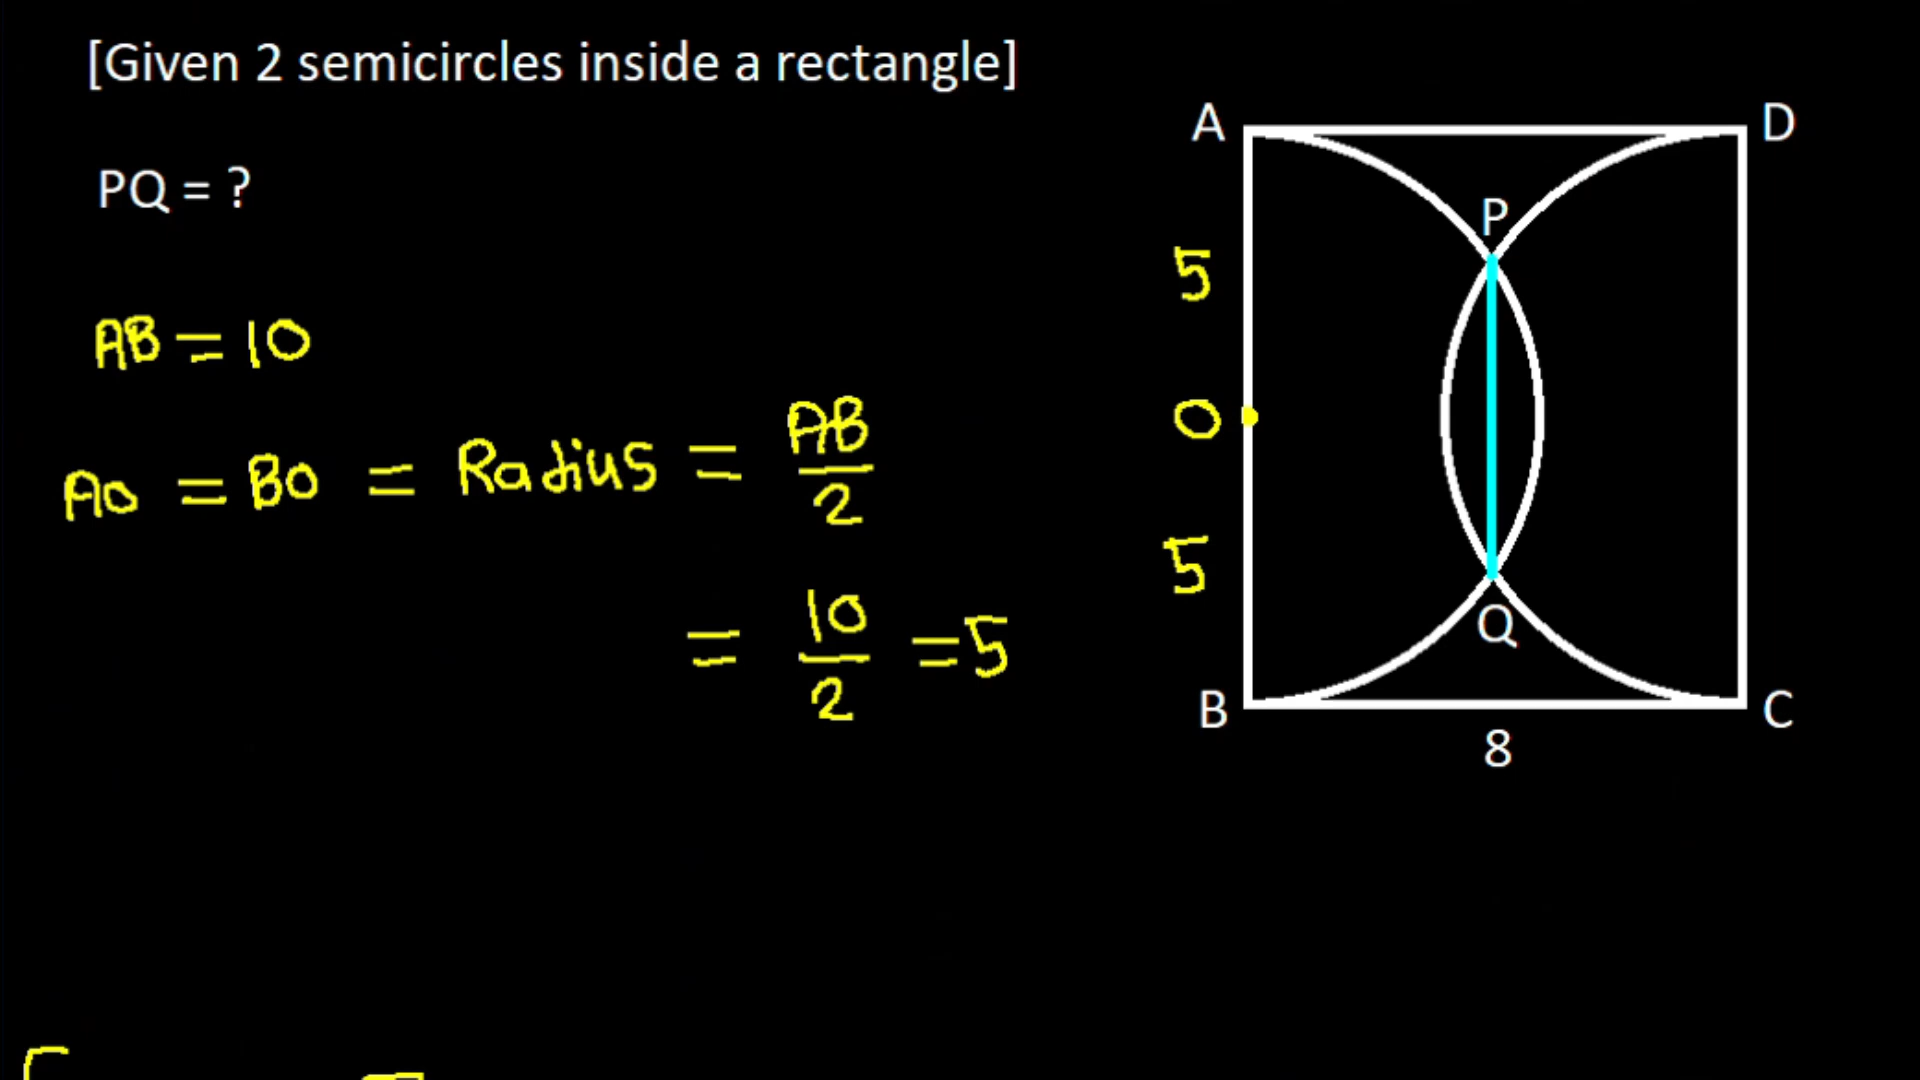 [Given 2 semicircles inside a rectangle]
PQ = ?
AB = 10
AO = BO = Radius = AB/2
= 10/2 = 5
A D
P
5
O
5
Q
B C
8